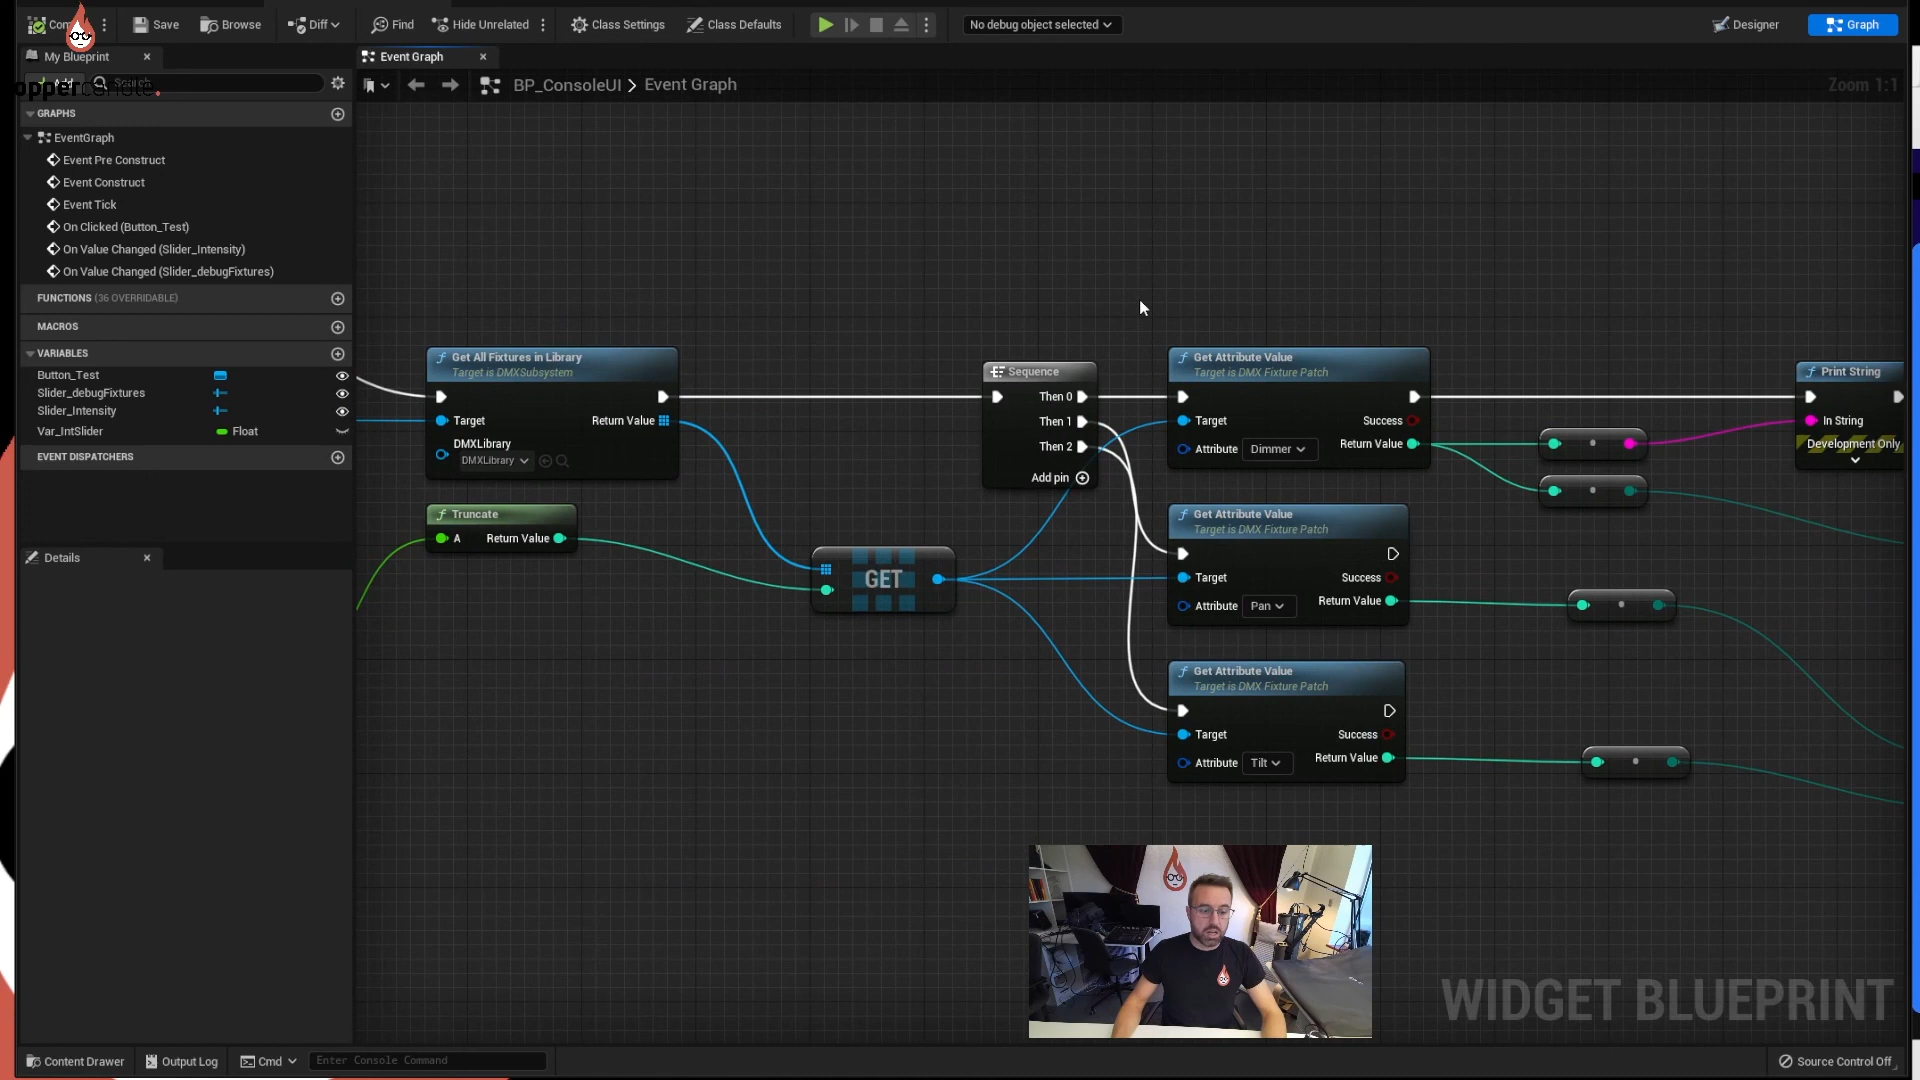 Save
Browse
Diff
Find
Hide Unrelated
Class Settings
Class Defaults
No debug object selected
Designer
Graph
My Blueprint
Event Graph
Add
Search
BP_ConsoleUI > Event Graph
Zoom 1:1
GRAPHS
EventGraph
Event Pre Construct
Event Construct
Event Tick
On Clicked (Button_Test)
On Value Changed (Slider_Intensity)
On Value Changed (Slider_debugFixtures)
FUNCTIONS (36 OVERRIDABLE)
MACROS
VARIABLES
Button_Test
Slider_debugFixtures
Slider_Intensity
Var_IntSlider Float
EVENT DISPATCHERS
Details
Get All Fixtures in Library
Target is DMXSubsystem
Target
Return Value
DMXLibrary
DMXLibrary
Truncate
A Return Value
GET
Sequence
Then 0
Then 1
Then 2
Add pin
Get Attribute Value
Target is DMX Fixture Patch
Target
Success
Attribute Dimmer
Return Value
Get Attribute Value
Target is DMX Fixture Patch
Target
Success
Attribute Pan
Return Value
Get Attribute Value
Target is DMX Fixture Patch
Target
Success
Attribute Tilt
Return Value
Print String
In String
Development Only
WIDGET BLUEPRINT
Content Drawer
Output Log
Cmd
Enter Console Command
Source Control Off